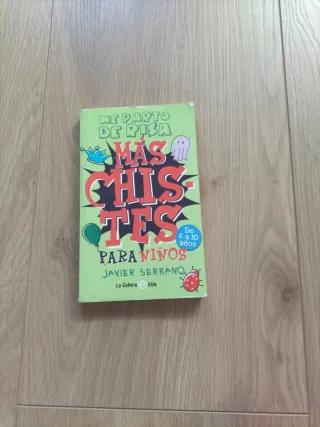 ME PARTO
DE RISA
MÁS
CHIS-
TES
De
6 a 10
años
PARA NIÑOS
JAVIER SERRANO
La Esfera Kids